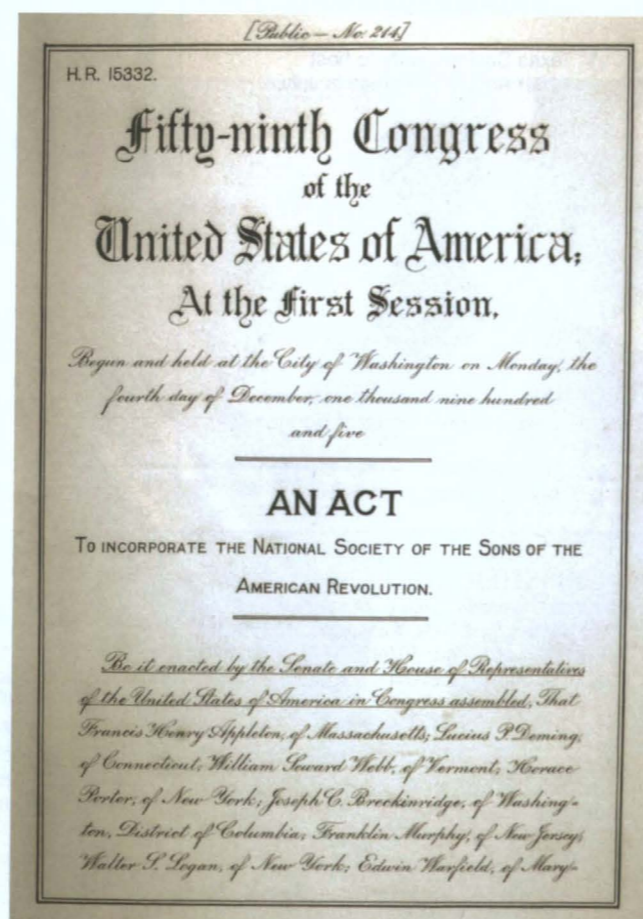 [Public — No. 214]
H. R. 15332.
Fifty-ninth Congress
of the
United States of America;
At the First Session,
Begun and held at the City of Washington on Monday, the
fourth day of December, one thousand nine hundred
and five
AN ACT
To incorporate the National Society of the Sons of the
American Revolution.
Be it enacted by the Senate and House of Representatives
of the United States of America in Congress assembled, That
Francis Henry Appleton, of Massachusetts; Lucius P. Deming,
of Connecticut; William Seward Webb, of Vermont; Horace
Porter, of New York; Joseph C. Breckinridge, of Washing-
ton, District of Columbia; Franklin Murphy, of New Jersey;
Walter S. Logan, of New York; Edwin Warfield, of Mary-